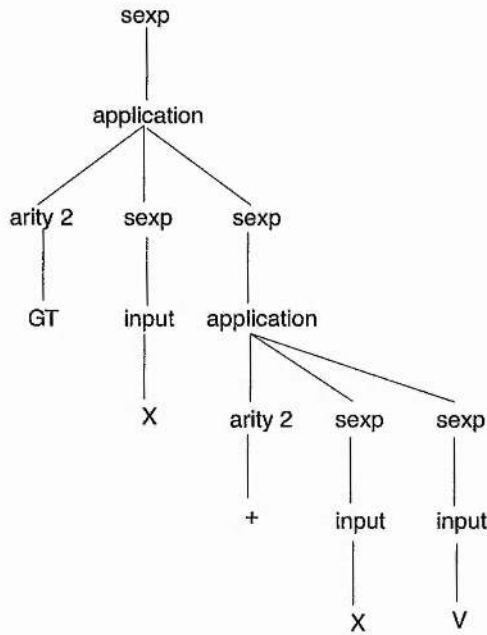 sexp
application
arity 2 sexp sexp
GT input application
X arity 2 sexp sexp
+ input input
X V